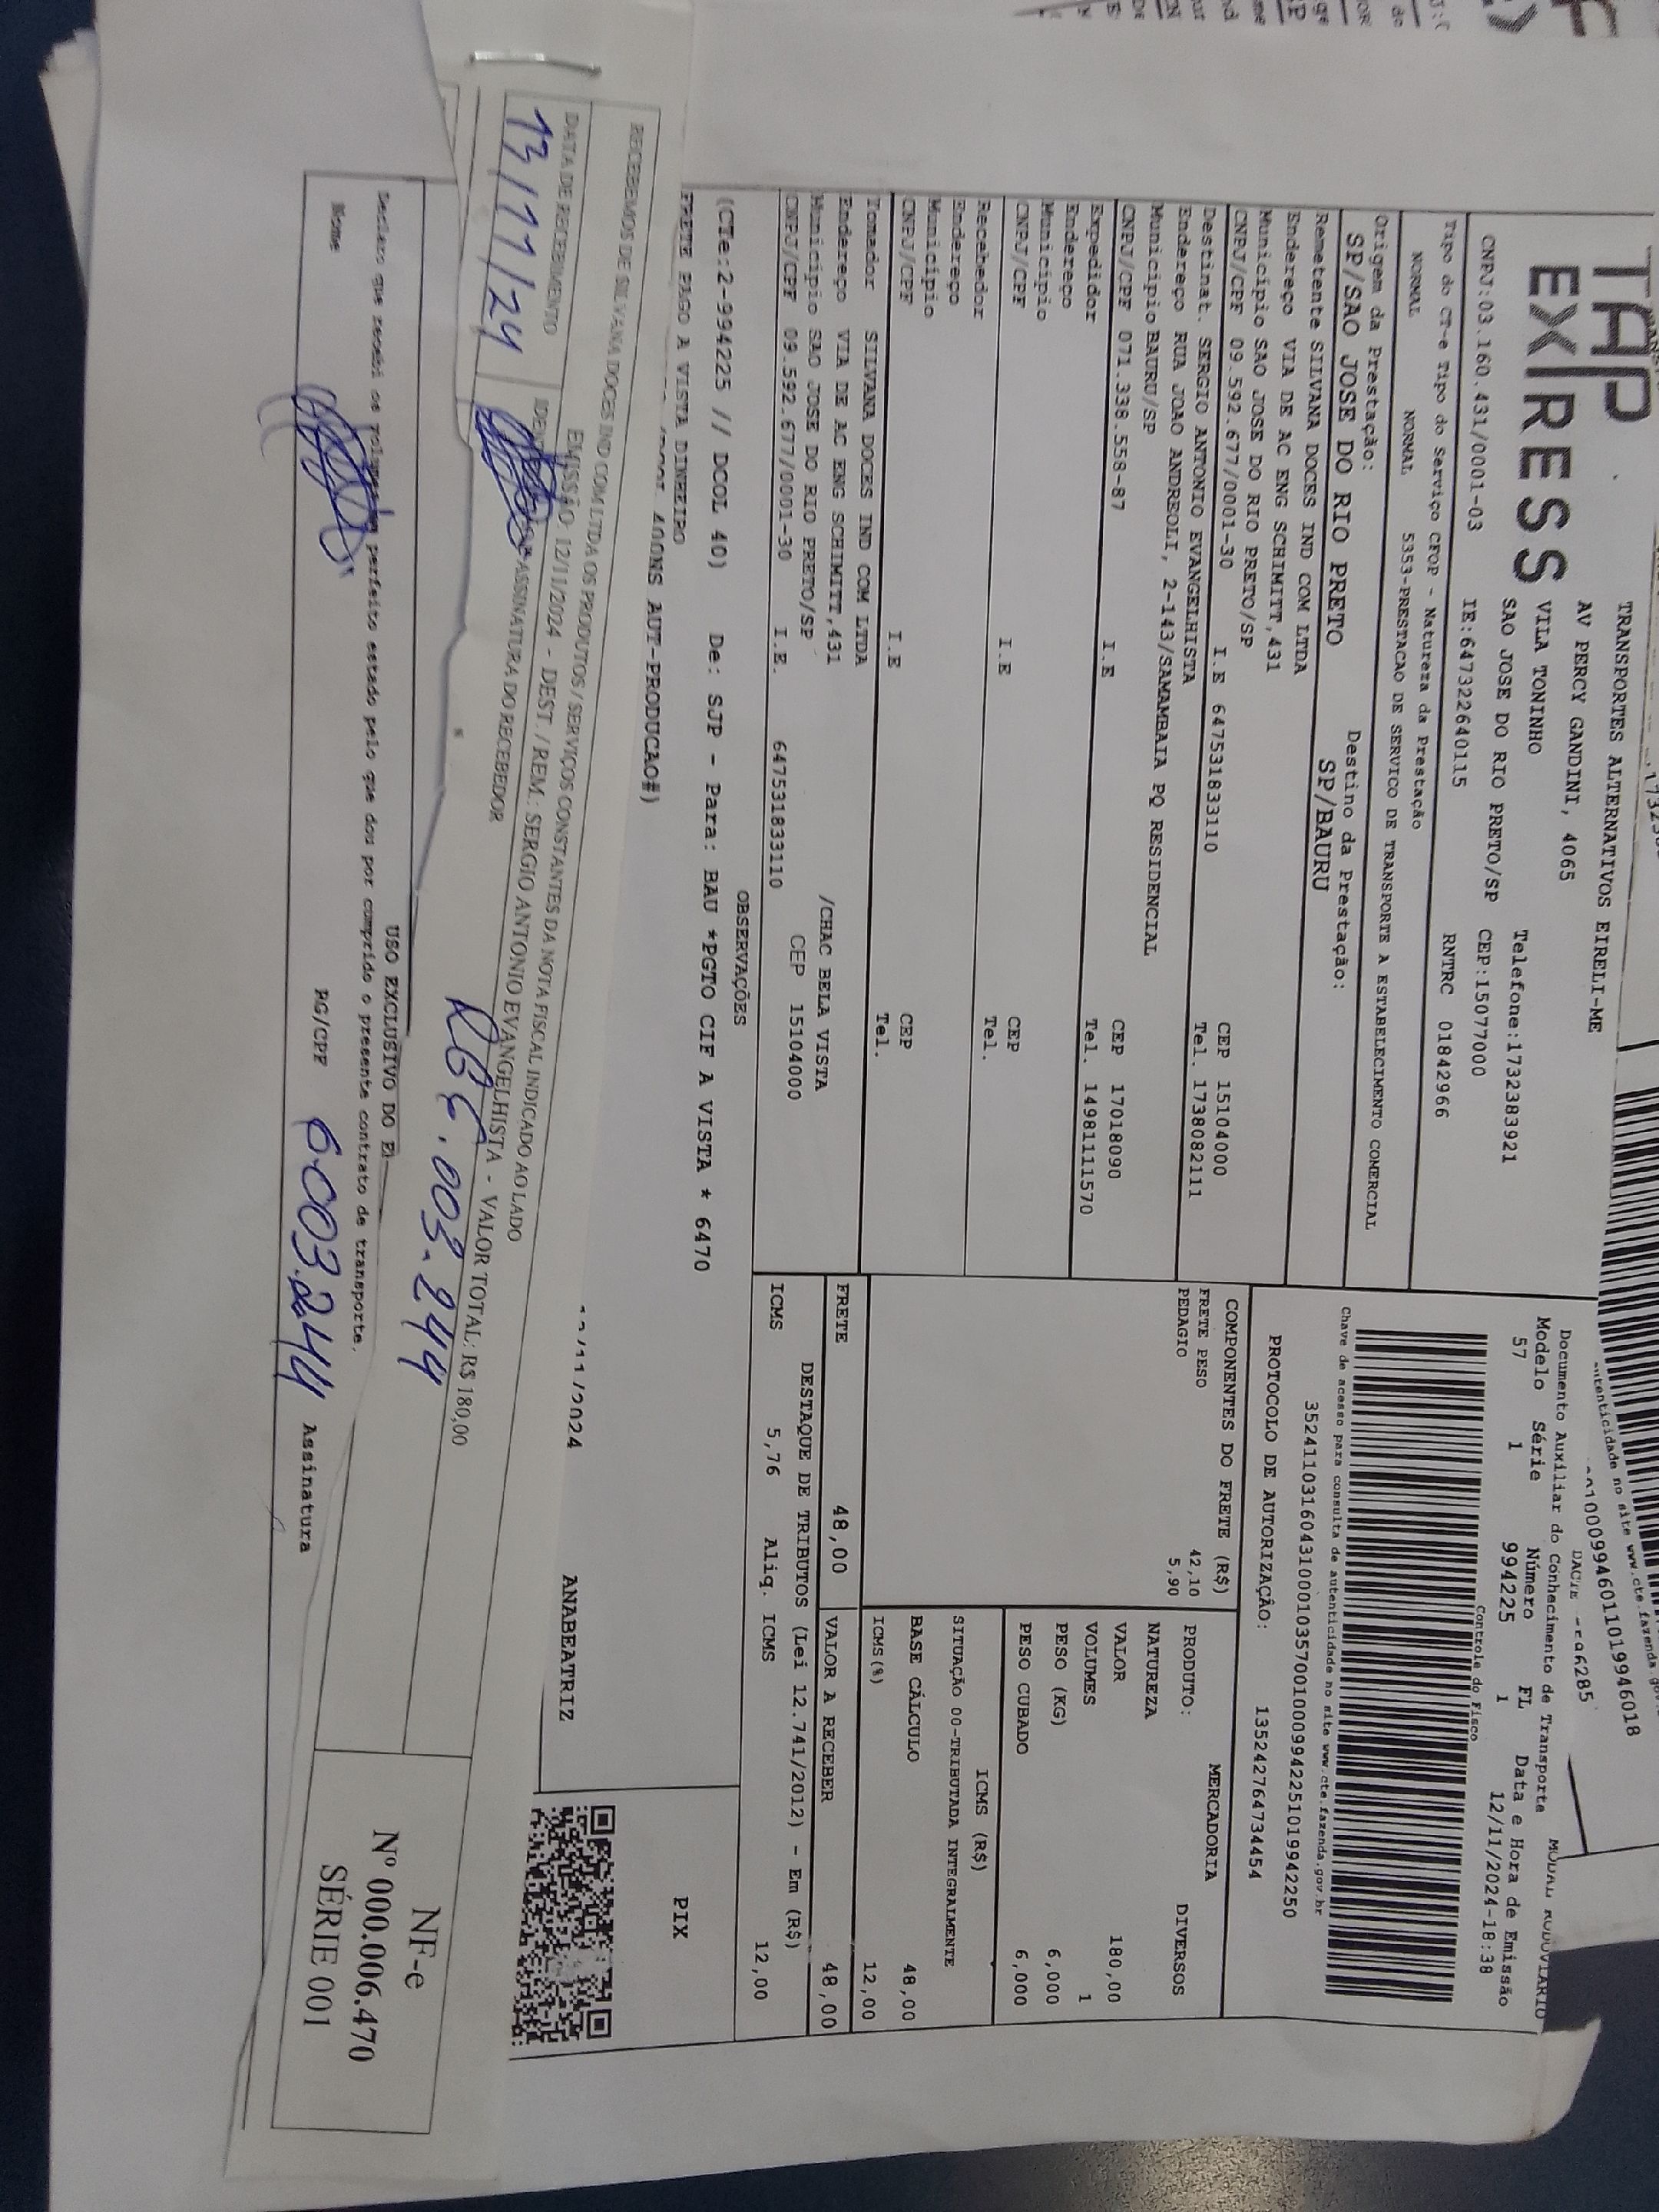 TAP
EXPRESS
TRANSPORTES ALTERNATIVOS EIRELI-ME
AV PERCY GANDINI, 4065
VILA TONINHO
SAO JOSE DO RIO PRETO/SP
Telefone:1732383921
CEP:15077000
CNPJ:03.160.431/0001-03
IE:647322640115
RNTRC 01842966
Tipo do CT-e Tipo do Serviço CFOP - Natureza da Prestação
NORMAL NORMAL 5353-PRESTACAO DE SERVICO DE TRANSPORTE A ESTABELECIMENTO COMERCIAL
Origem da Prestação: Destino da Prestação:
SP/SAO JOSE DO RIO PRETO SP/BAURU
Documento Auxiliar do Conhecimento de Transporte MODAL RODOVIARIO
Modelo Série Número FL Data e Hora de Emissão
57 1 994225 1 12/11/2024-18:38
Controle do Fisco
Chave de acesso para consulta de autenticidade no site www.cte.fazenda.gov.br
35241103160431000103570010009942251019942250
PROTOCOLO DE AUTORIZAÇÃO: 135242764734454
Remetente SILVANA DOCES IND COM LTDA
Endereço VIA DE AC ENG SCHIMITT,431
Município SAO JOSE DO RIO PRETO/SP CEP 15104000
CNPJ/CPF 09.592.677/0001-30 I.E 647531833110 Tel. 1738082111
Destinat. SERGIO ANTONIO EVANGELHISTA
Endereço RUA JOAO ANDREOLI, 2-143/SAMAMBAIA PQ RESIDENCIAL
Município BAURU/SP CEP 17018090
CNPJ/CPF 071.338.558-87 I.E Tel. 14981111570
Expedidor
Endereço
Município CEP
CNPJ/CPF I.E Tel.
Recebedor
Endereço
Município CEP
CNPJ/CPF I.E Tel.
Tomador SILVANA DOCES IND COM LTDA
Endereço VIA DE AC ENG SCHIMITT,431 /CHAC BELA VISTA
Município SAO JOSE DO RIO PRETO/SP CEP 15104000
CNPJ/CPF 09.592.677/0001-30 I.E. 647531833110
COMPONENTES DO FRETE (R$)
FRETE PESO 42,10
PEDAGIO 5,90
MERCADORIA
PRODUTO: DIVERSOS
NATUREZA
VALOR 180,00
VOLUMES 1
PESO (KG) 6,000
PESO CUBADO 6,000
ICMS (R$)
SITUAÇÃO 00-TRIBUTADA INTEGRALMENTE
BASE CÁLCULO 48,00
ICMS(%) 12,00
FRETE 48,00 VALOR A RECEBER 48,00
DESTAQUE DE TRIBUTOS (Lei 12.741/2012) - Em (R$)
ICMS 5,76 Aliq. ICMS 12,00
OBSERVAÇÕES
(CTe:2-994225 // DCOL 40) De: SJP - Para: BAU *PGTO CIF A VISTA * 6470
FRETE PAGO A VISTA DINHEIRO
AUT-PRODUCAO#)
PIX
/11/2024 ANABEATRIZ
RECEBEMOS DE SILVANA DOCES IND COM LTDA OS PRODUTOS / SERVIÇOS CONSTANTES DA NOTA FISCAL INDICADO AO LADO
EMISSÃO: 12/11/2024 - DEST. / REM.: SERGIO ANTONIO EVANGELHISTA - VALOR TOTAL: R$ 180,00
DATA DE RECEBIMENTO
ASSINATURA DO RECEBEDOR
13/11/24
6.003.244
NF-e
Nº 000.006.470
SÉRIE 001
USO EXCLUSIVO DO
Declaro que recebi os volumes perfeito estado pelo que dou por cumprido o presente contrato de transporte.
Nome RG/CPF 6.003.244 Assinatura